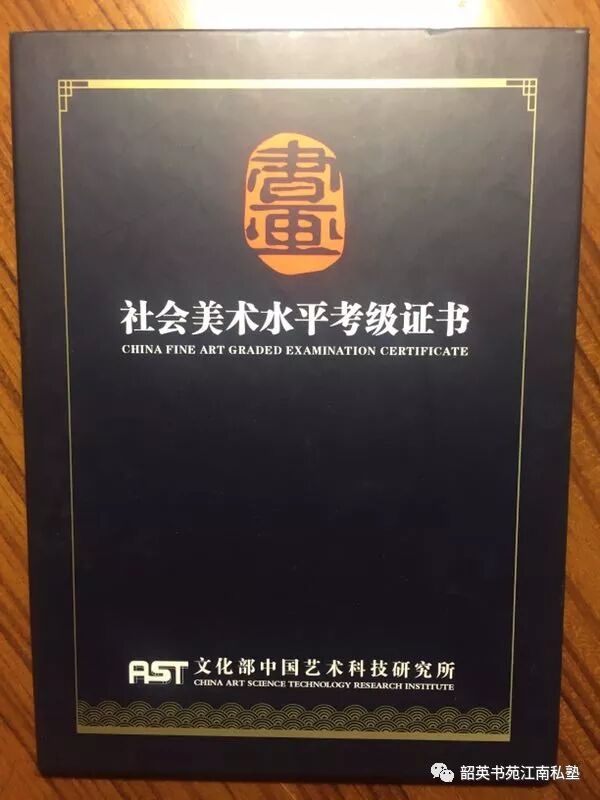 書画
社会美术水平考级证书
CHINA FINE ART GRADED EXAMINATION CERTIFICATE
AST 文化部中国艺术科技研究所
CHINA ART SCIENCE TECHNOLOGY RESEARCH INSTITUTE
韶英书苑江南私塾